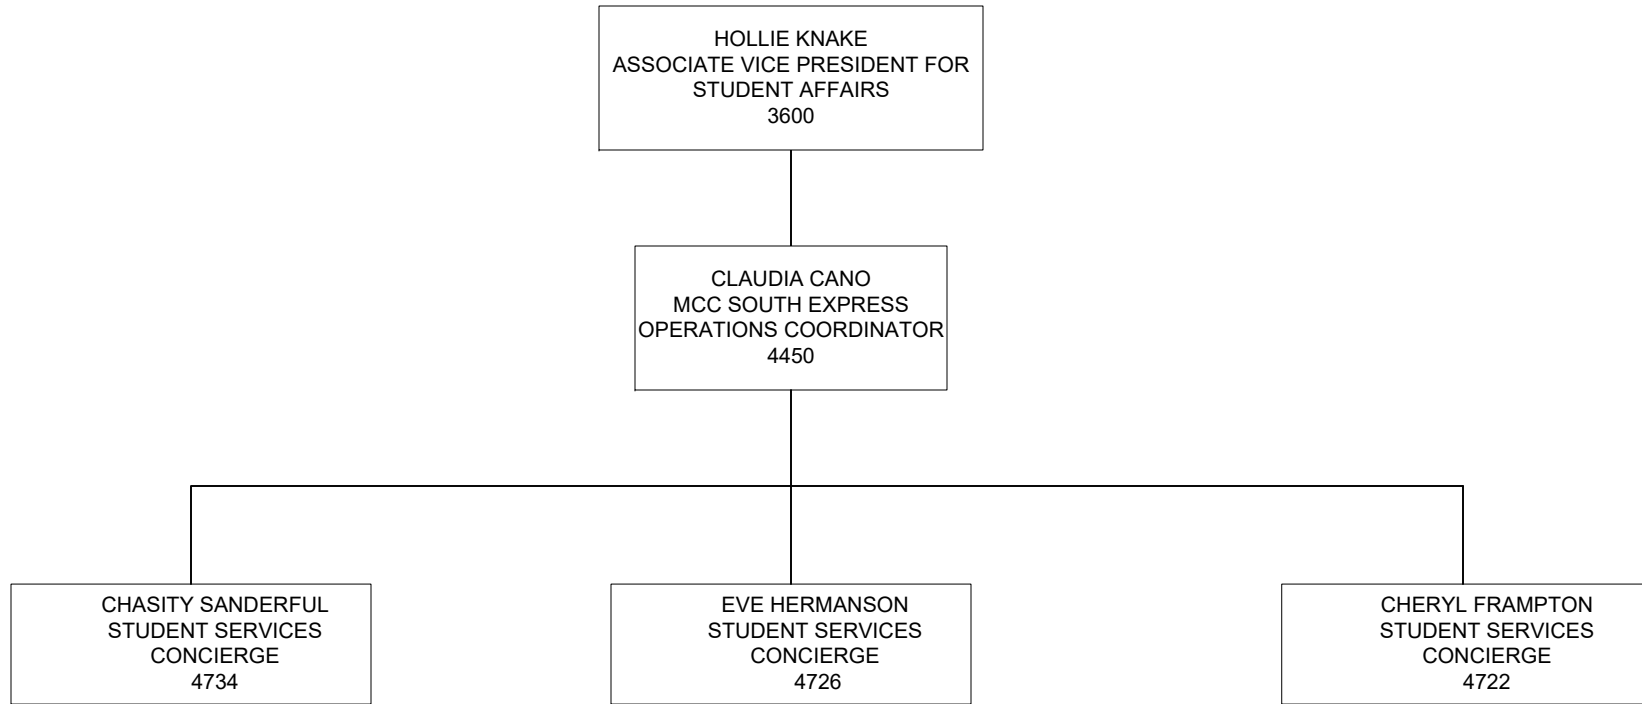 HOLLIE KNAKE
ASSOCIATE VICE PRESIDENT FOR
STUDENT AFFAIRS
3600
CLAUDIA CANO
MCC SOUTH EXPRESS
OPERATIONS COORDINATOR
4450
CHASITY SANDERFUL
STUDENT SERVICES
CONCIERGE
4734
EVE HERMANSON
STUDENT SERVICES
CONCIERGE
4726
CHERYL FRAMPTON
STUDENT SERVICES
CONCIERGE
4722